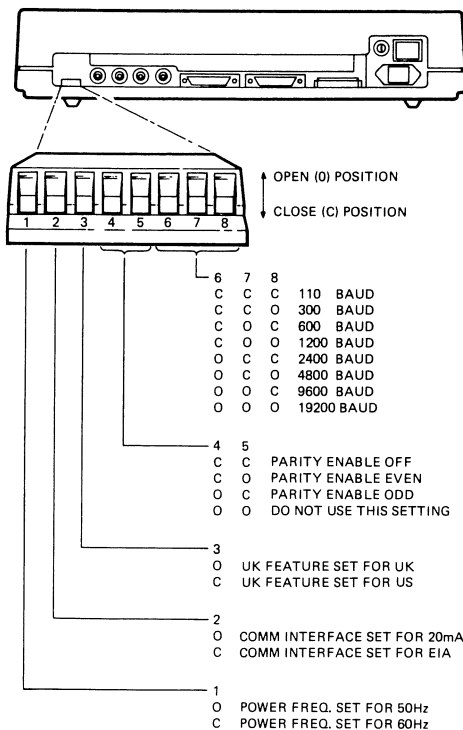 OPEN (0) POSITION
CLOSE (C) POSITION
1 2 3 4 5 6 7 8
6 7 8
C C C 110 BAUD
C C O 300 BAUD
C O C 600 BAUD
C O O 1200 BAUD
O C C 2400 BAUD
O C O 4800 BAUD
O O C 9600 BAUD
O O O 19200 BAUD
4 5
C C PARITY ENABLE OFF
C O PARITY ENABLE EVEN
O C PARITY ENABLE ODD
O O DO NOT USE THIS SETTING
3
O UK FEATURE SET FOR UK
C UK FEATURE SET FOR US
2
O COMM INTERFACE SET FOR 20mA
C COMM INTERFACE SET FOR EIA
1
O POWER FREQ. SET FOR 50Hz
C POWER FREQ. SET FOR 60Hz